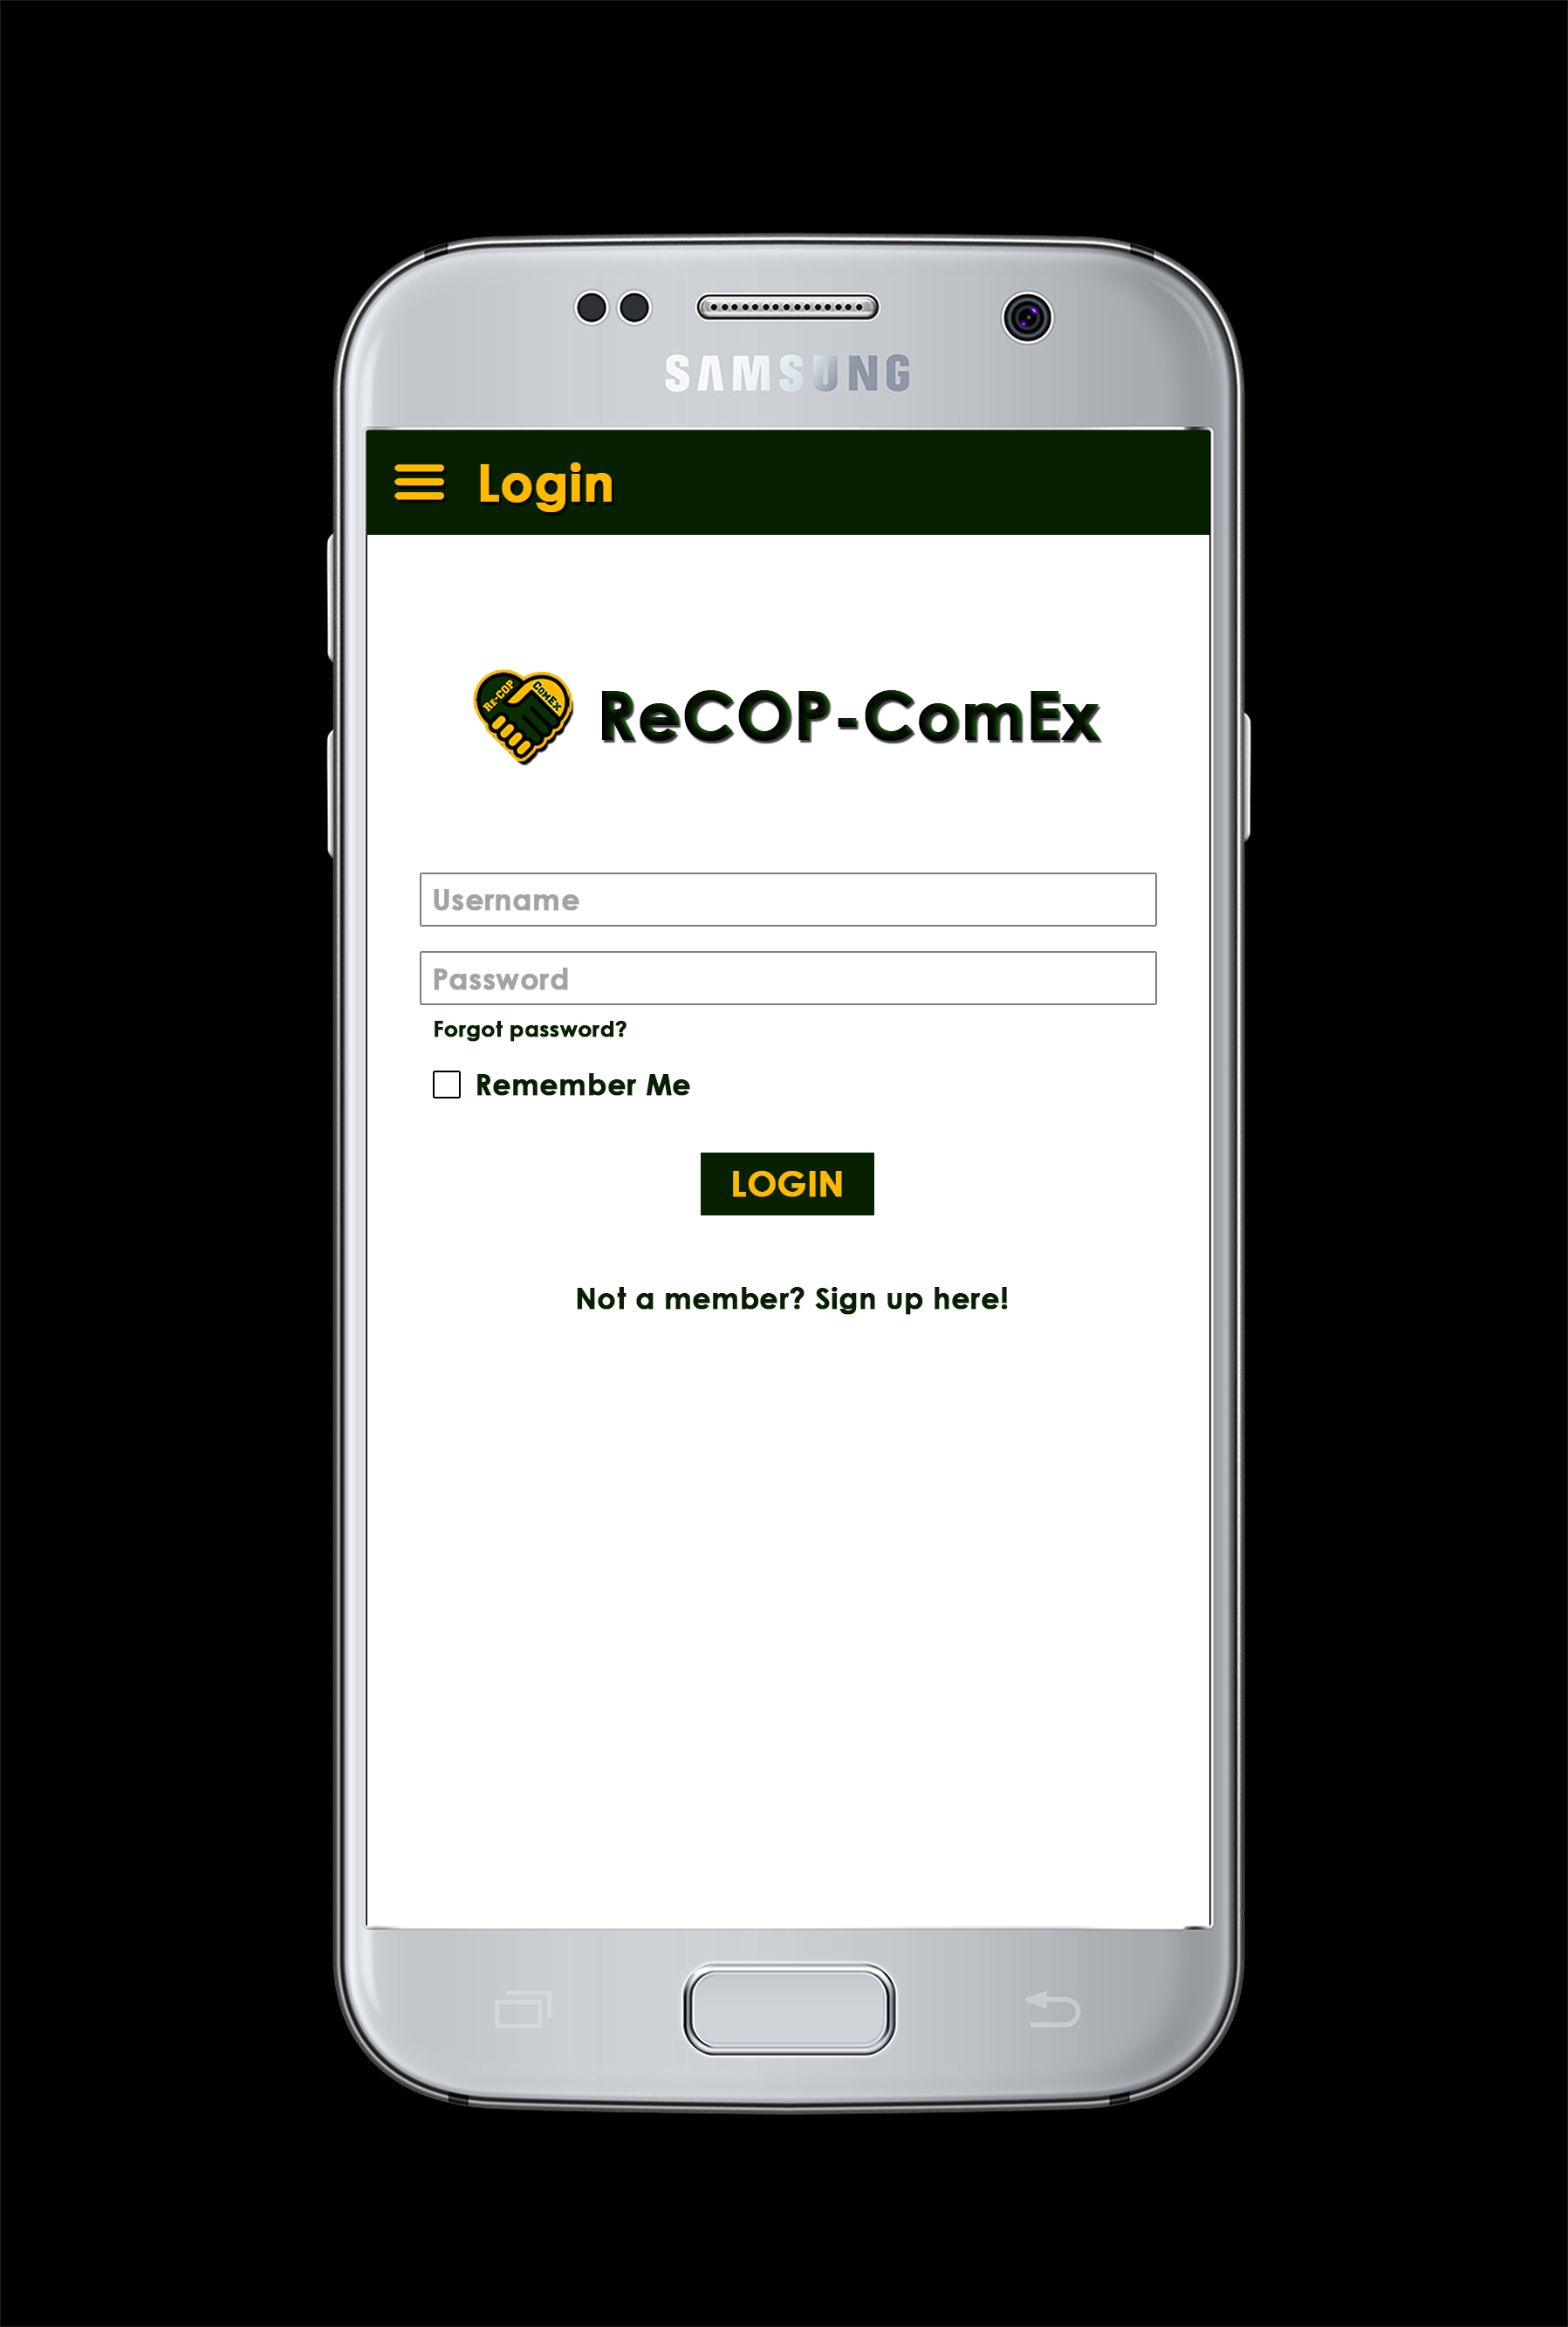 SAMSUNG
Login
Re-COP ComEx
ReCOP-ComEx
Username
Password
Forgot password?
Remember Me
LOGIN
Not a member? Sign up here!